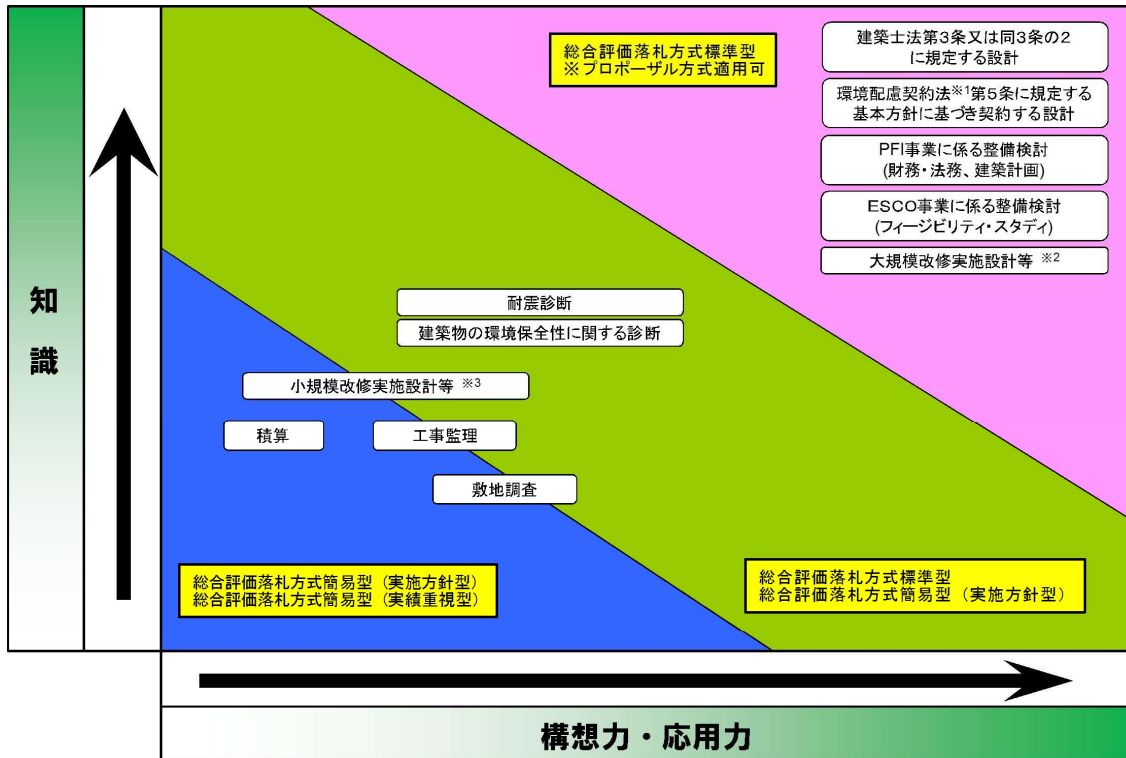 総合評価落札方式標準型
※プロポーザル方式適用可
建築士法第3条又は同3条の2
に規定する設計
環境配慮契約法※1第5条に規定する
基本方針に基づき契約する設計
PFI事業に係る整備検討
(財務・法務、建築計画)
ESCO事業に係る整備検討
(フィージビリティ・スタディ)
大規模改修実施設計等 ※2
知識
耐震診断
建築物の環境保全性に関する診断
小規模改修実施設計等 ※3
積算
工事監理
敷地調査
総合評価落札方式簡易型（実施方針型）
総合評価落札方式簡易型（実績重視型）
総合評価落札方式標準型
総合評価落札方式簡易型（実施方針型）
構想力・応用力